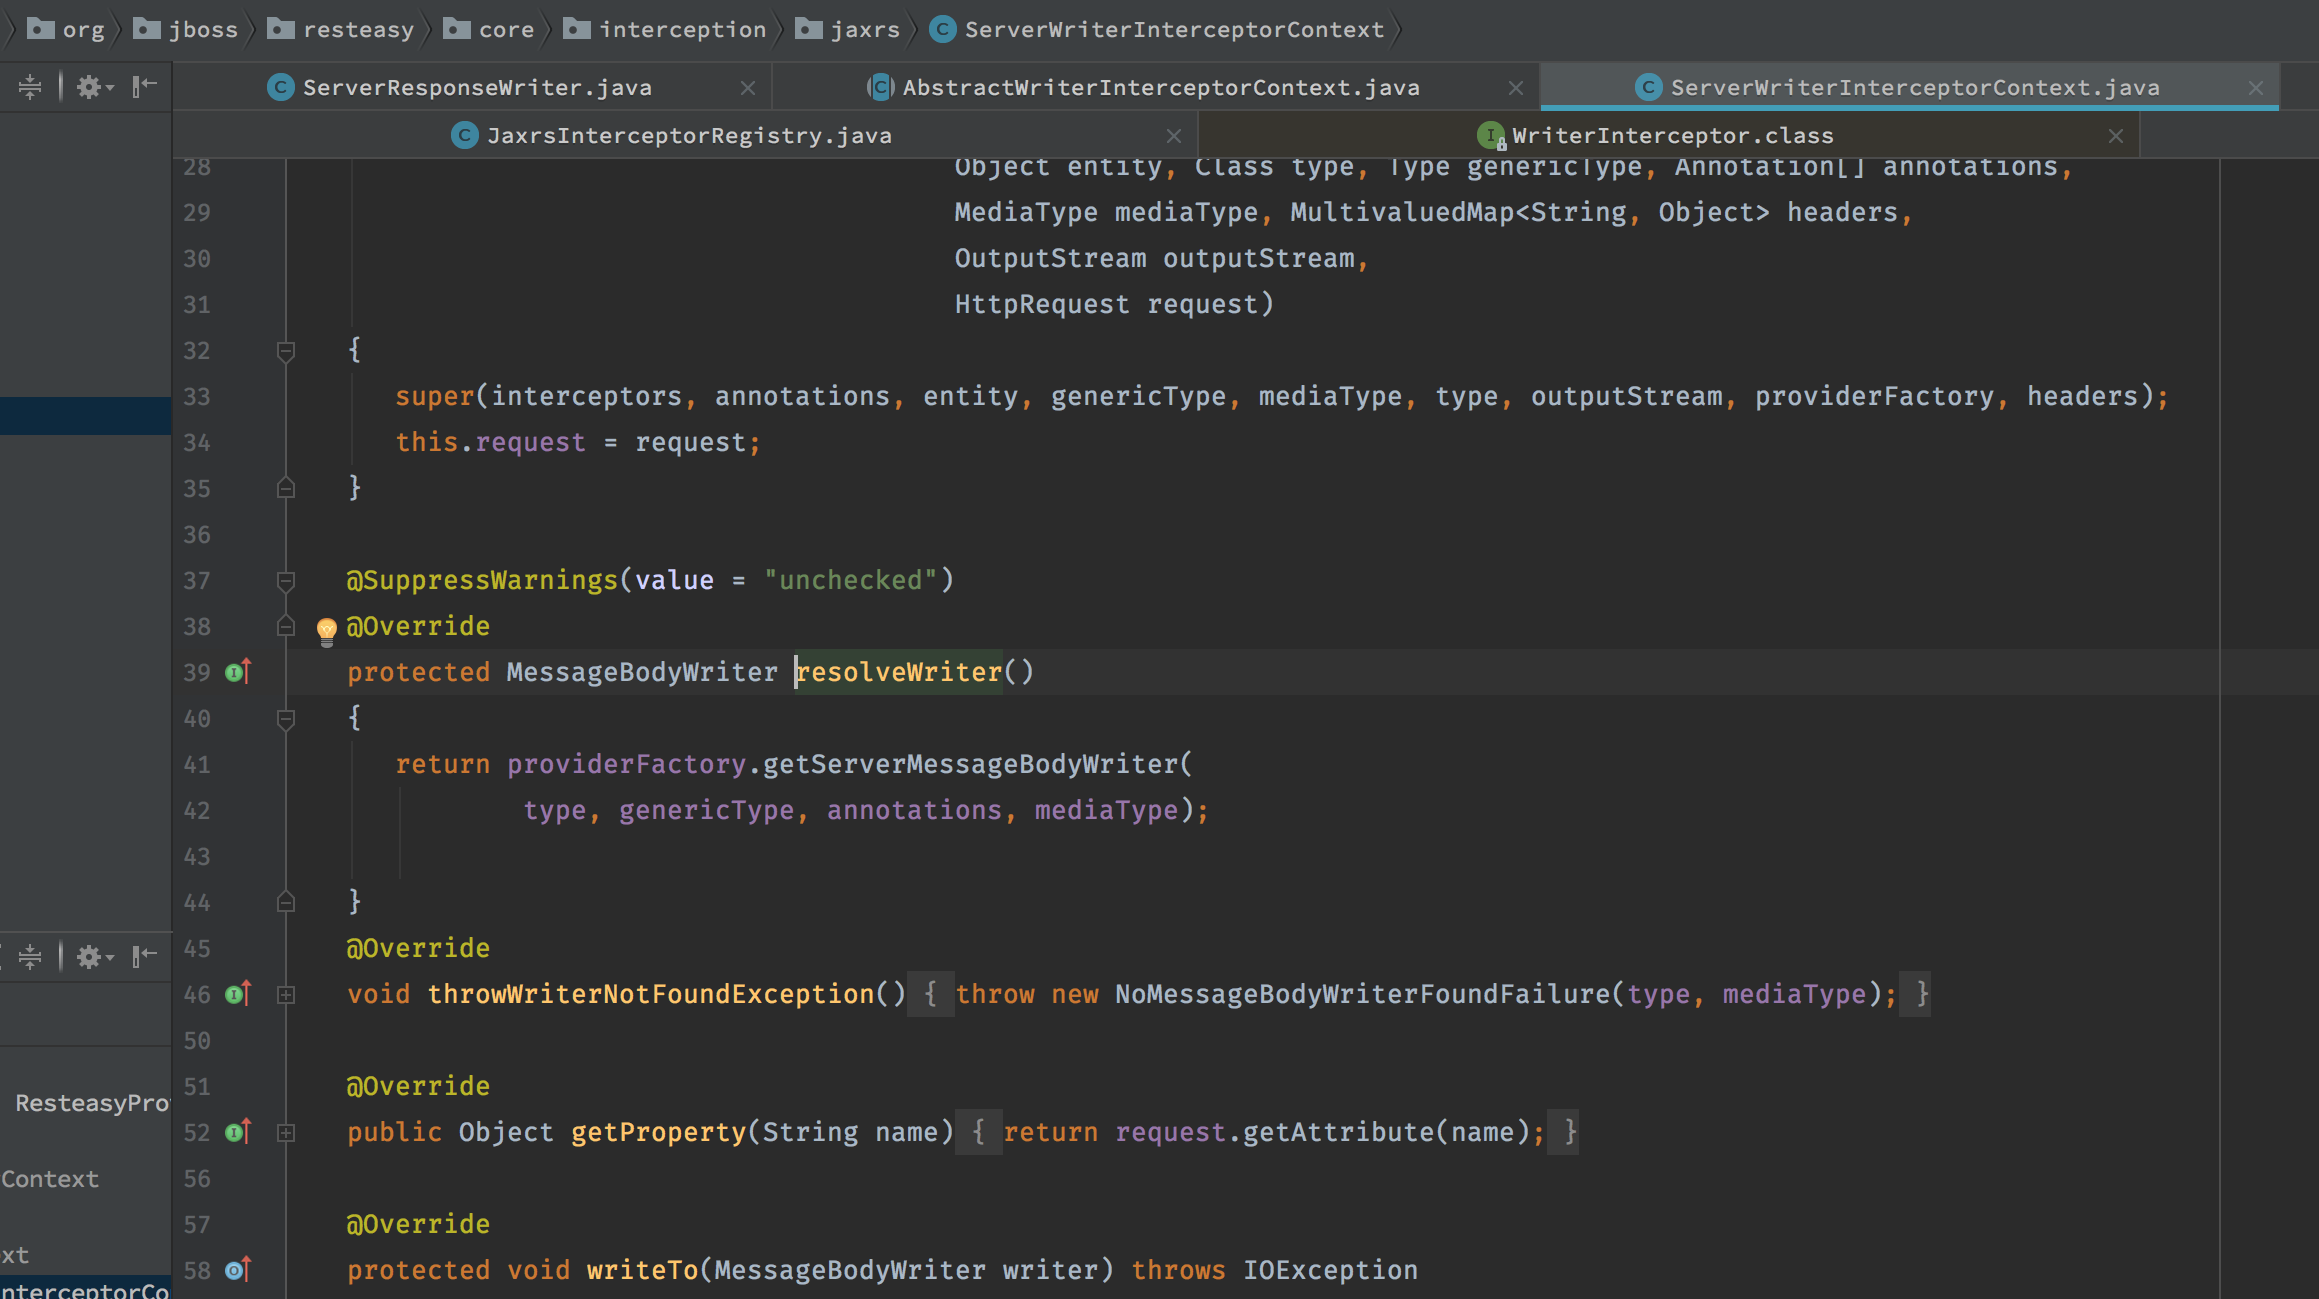 org jboss resteasy core interception jaxrs ServerWriterInterceptorContext
ServerResponseWriter.java AbstractWriterInterceptorContext.java ServerWriterInterceptorContext.java
JaxrsInterceptorRegistry.java WriterInterceptor.class
28 Object entity, Class type, Type genericType, Annotation[] annotations,
29 MediaType mediaType, MultivaluedMap<String, Object> headers,
30 OutputStream outputStream,
31 HttpRequest request)
32 {
33 super(interceptors, annotations, entity, genericType, mediaType, type, outputStream, providerFactory, headers);
34 this.request = request;
35 }
36
37 @SuppressWarnings(value = "unchecked")
38 @Override
39 protected MessageBodyWriter resolveWriter()
40 {
41 return providerFactory.getServerMessageBodyWriter(
42 type, genericType, annotations, mediaType);
43
44 }
45 @Override
46 void throwWriterNotFoundException() { throw new NoMessageBodyWriterFoundFailure(type, mediaType); }
50
51 @Override
52 public Object getProperty(String name) { return request.getAttribute(name); }
56
57 @Override
58 protected void writeTo(MessageBodyWriter writer) throws IOException
ResteasyPro
Context
xt
nterceptorCo